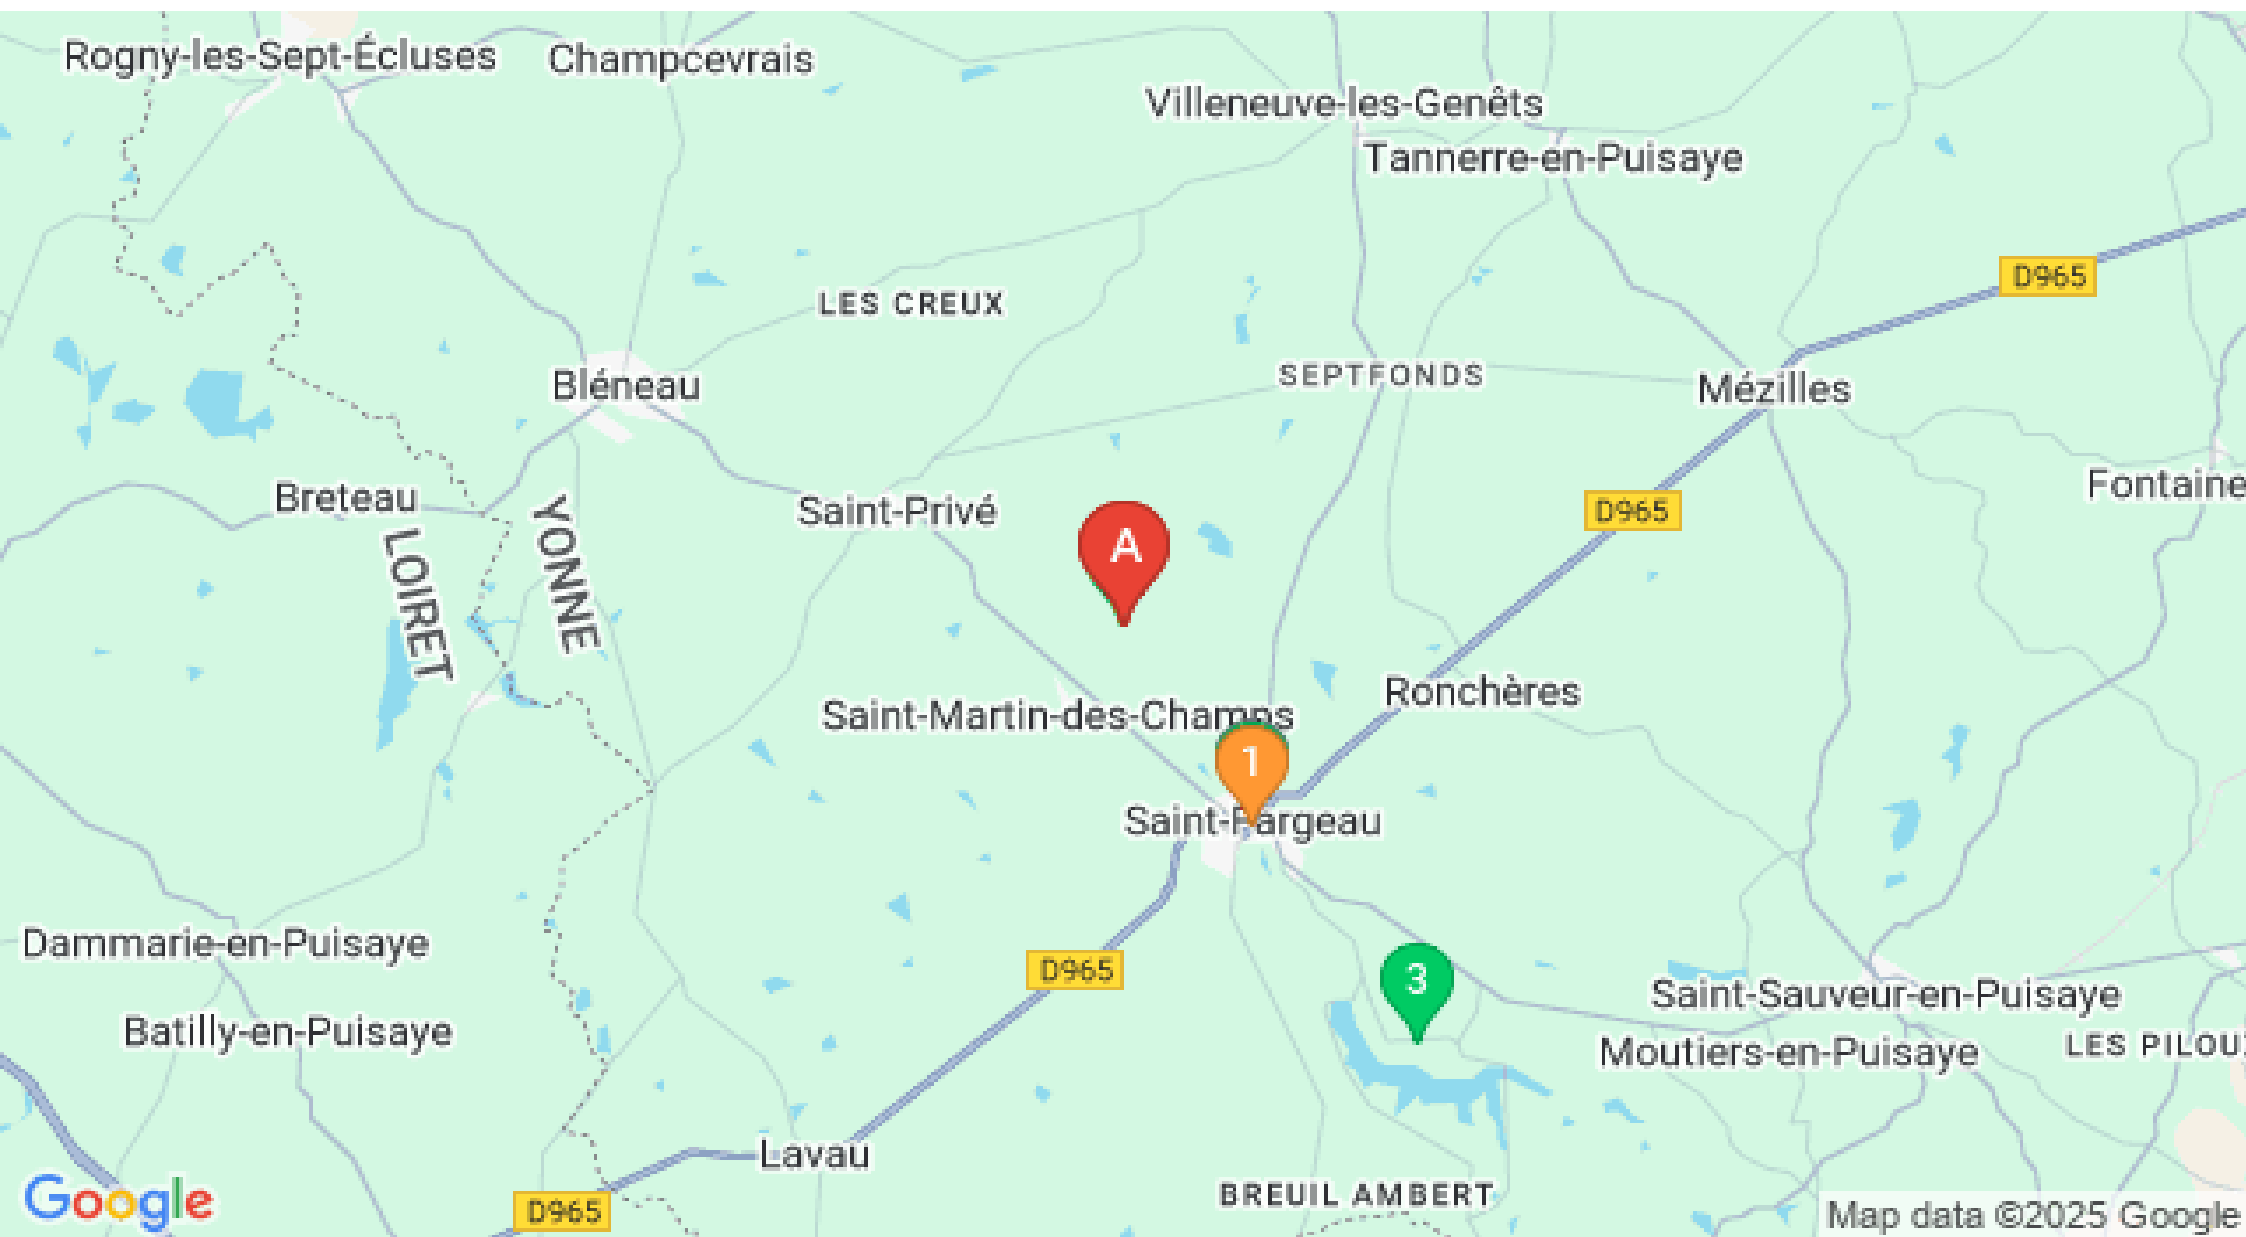 Rogny-les-Sept-Écluses
Champcevrais
Villeneuve-les-Genêts
Tannerre-en-Puisaye
D965
LES CREUX
SEPTFONDS
Bléneau
Mézilles
Breteau
Saint-Privé
D965
Fontaine
LOIRET
YONNE
A
Saint-Martin-des-Champs
Ronchères
1
Saint-Fargeau
Dammarie-en-Puisaye
D965
3
Saint-Sauveur-en-Puisaye
Batilly-en-Puisaye
Moutiers-en-Puisaye
LES PILOU
Lavau
BREUIL AMBERT
Google
D965
Map data ©2025 Google